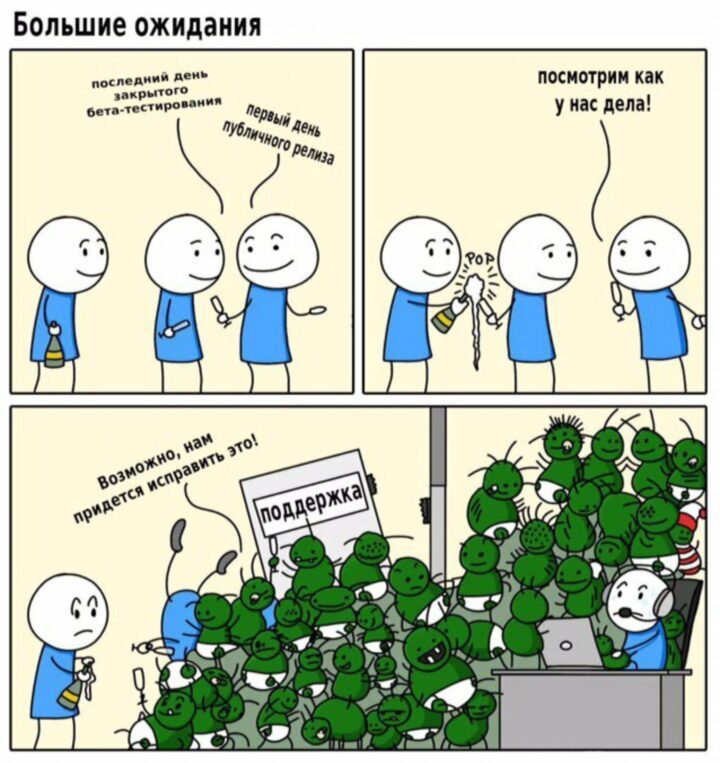 Большие ожидания
последний день
закрытого
бета-тестирования
первый день
публичного релиза
посмотрим как
у нас дела!
POP
Возможно, нам
придется исправить это!
поддержка